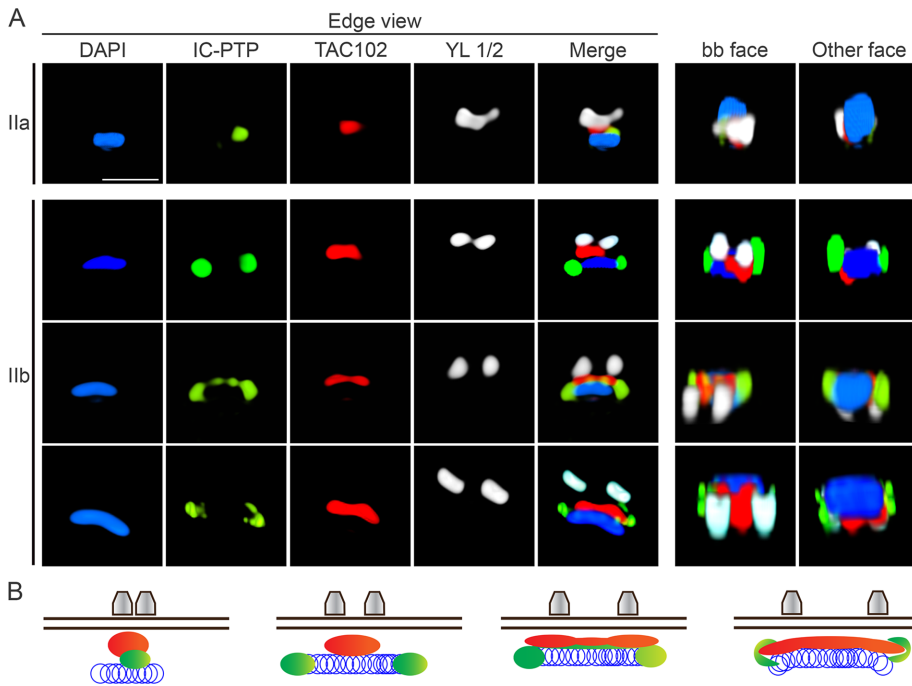 A
Edge view
DAPI IC-PTP TAC102 YL 1/2 Merge bb face Other face
IIa
IIb
B